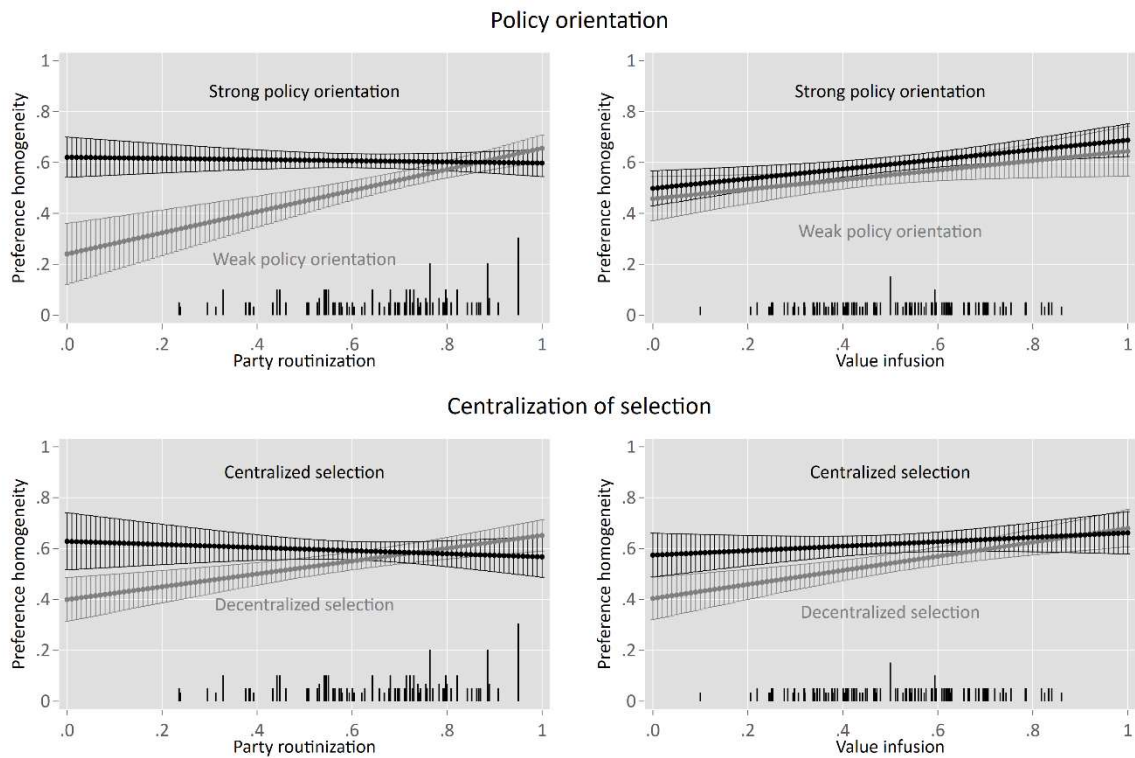 Policy orientation
Preference homogeneity
1
.8
.6
.4
.2
0
Strong policy orientation
Weak policy orientation
.0 .2 .4 .6 .8 1
Party routinization
Preference homogeneity
1
.8
.6
.4
.2
0
Strong policy orientation
Weak policy orientation
.0 .2 .4 .6 .8 1
Value infusion
Centralization of selection
Preference homogeneity
1
.8
.6
.4
.2
0
Centralized selection
Decentralized selection
.0 .2 .4 .6 .8 1
Party routinization
Preference homogeneity
1
.8
.6
.4
.2
0
Centralized selection
Decentralized selection
.0 .2 .4 .6 .8 1
Value infusion